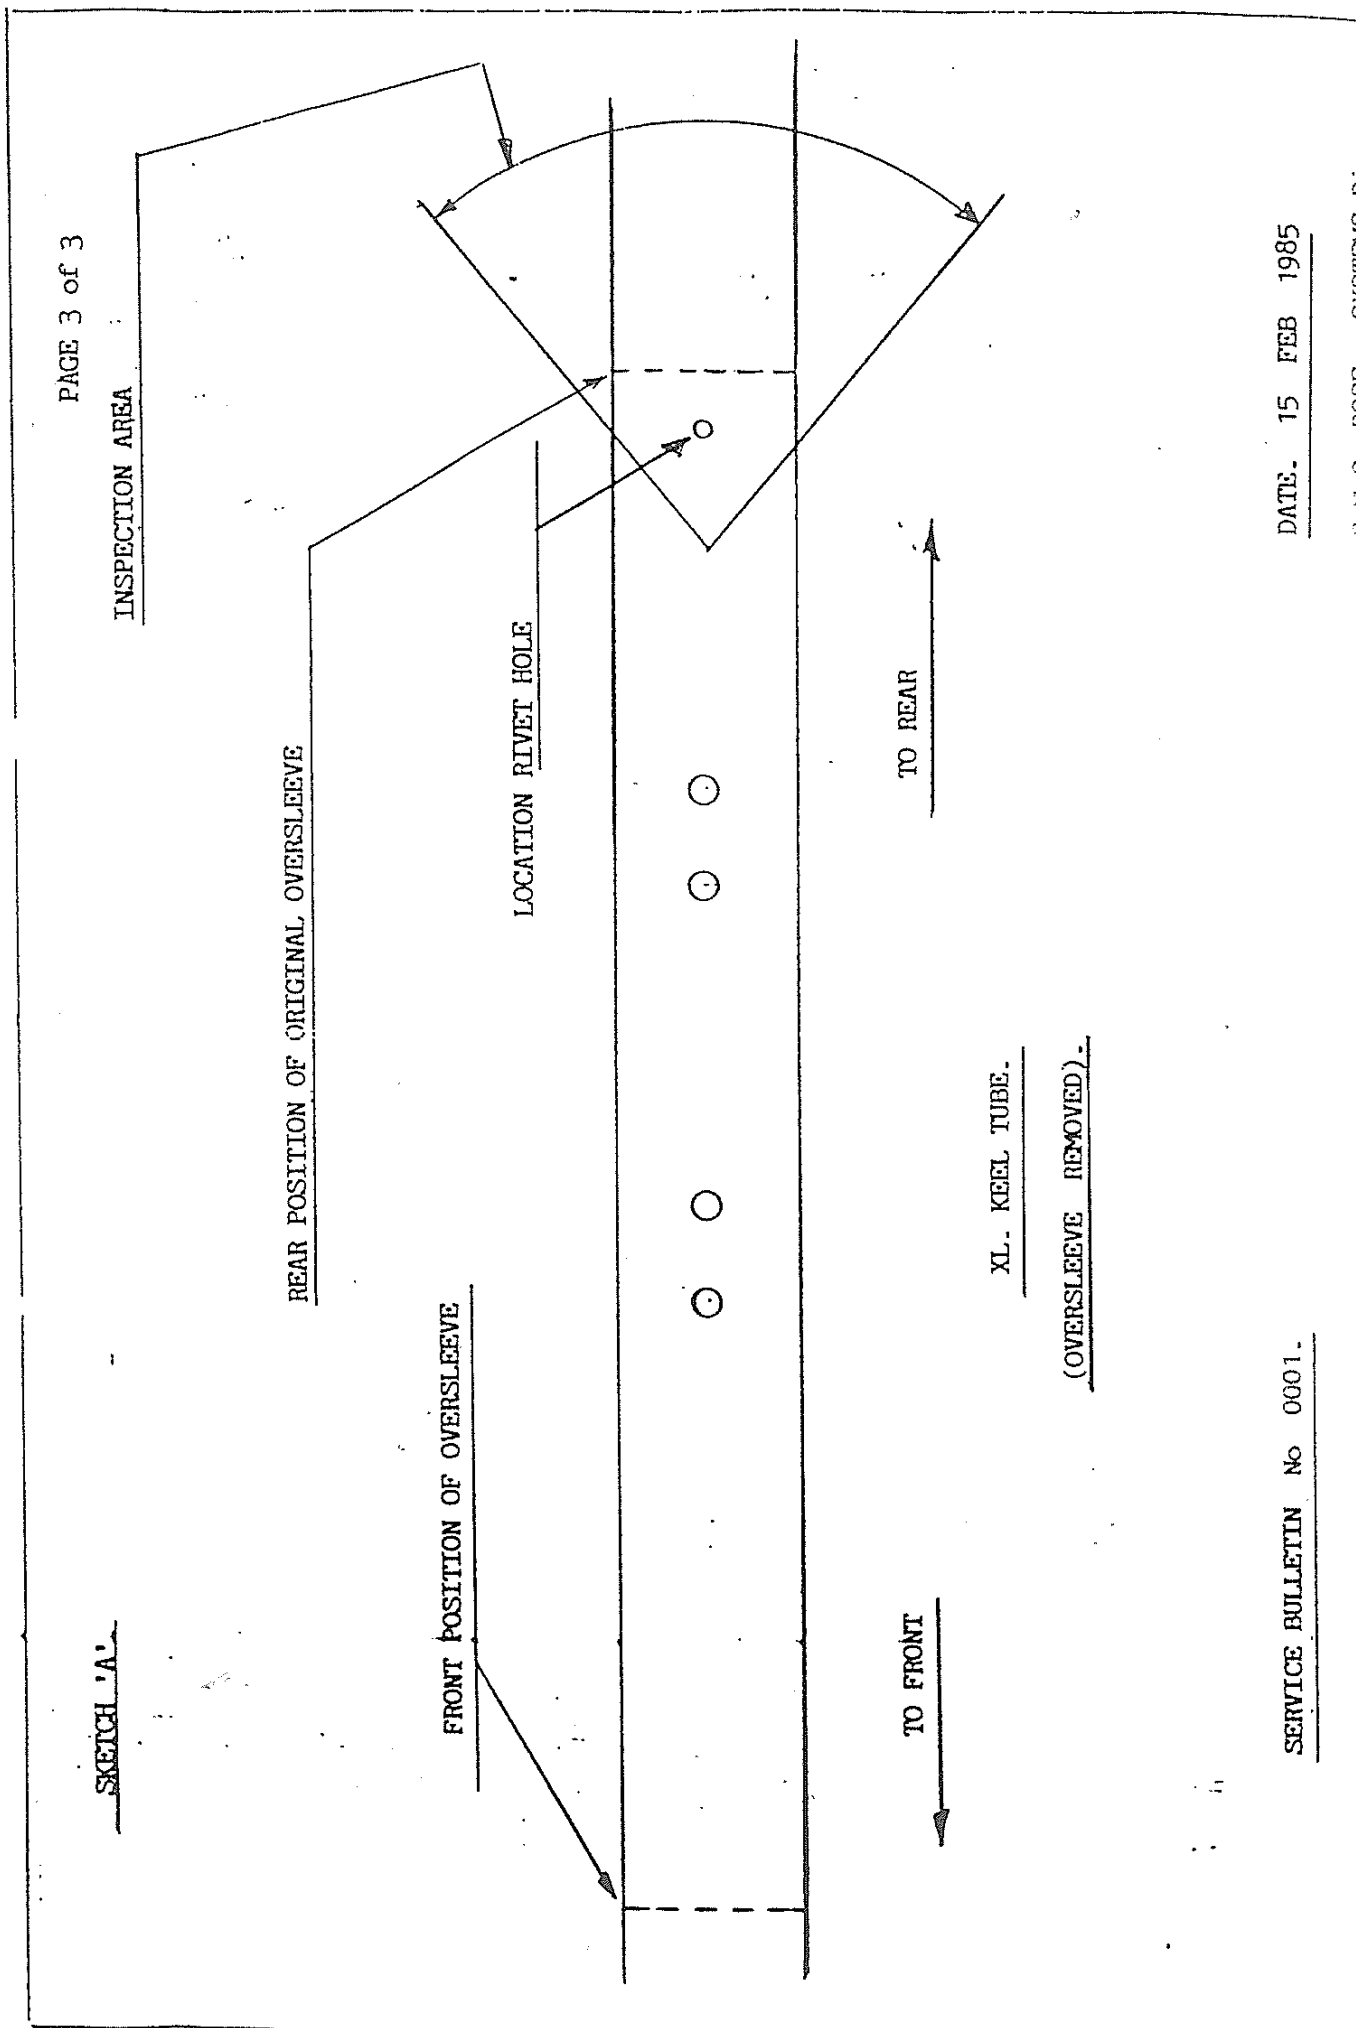 PAGE 3 of 3
SKETCH 'A'.
INSPECTION AREA
REAR POSITION OF ORIGINAL OVERSLEEVE
FRONT POSITION OF OVERSLEEVE
LOCATION RIVET HOLE
TO FRONT
TO REAR
XL. KEEL TUBE.
(OVERSLEEVE REMOVED).
SERVICE BULLETIN No 0001.
DATE. 15 FEB 1985